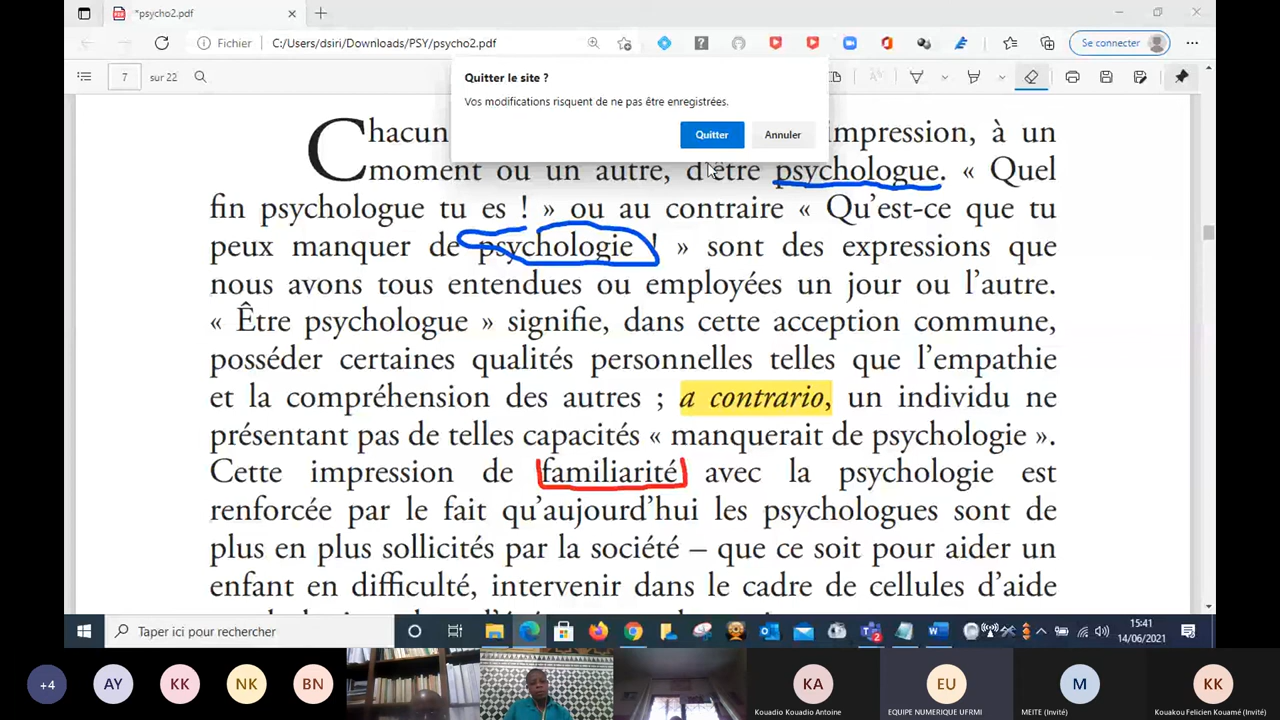 *psycho2.pdf
Fichier
C:/Users/dsiri/Downloads/PSY/psycho2.pdf
Se connecter
7 sur 22
Quitter le site ?
Vos modifications risquent de ne pas être enregistrées.
Quitter Annuler
Chacun impression, à un
moment ou un autre, d'être psychologue. « Quel
fin psychologue tu es ! » ou au contraire « Qu'est-ce que tu
peux manquer de psychologie ! » sont des expressions que
nous avons tous entendues ou employées un jour ou l'autre.
« Être psychologue » signifie, dans cette acception commune,
posséder certaines qualités personnelles telles que l'empathie
et la compréhension des autres ; a contrario, un individu ne
présentant pas de telles capacités « manquerait de psychologie ».
Cette impression de familiarité avec la psychologie est
renforcée par le fait qu'aujourd'hui les psychologues sont de
plus en plus sollicités par la société – que ce soit pour aider un
enfant en difficulté, intervenir dans le cadre de cellules d'aide
Taper ici pour rechercher
15:41
14/06/2021
+4 AY KK NK BN KA EU M KK
Kouadio Kouadio Antoine
EQUIPE NUMERIQUE UFRMI
MEITE (Invité)
Kouakou Felicien Kouamé (Invité)